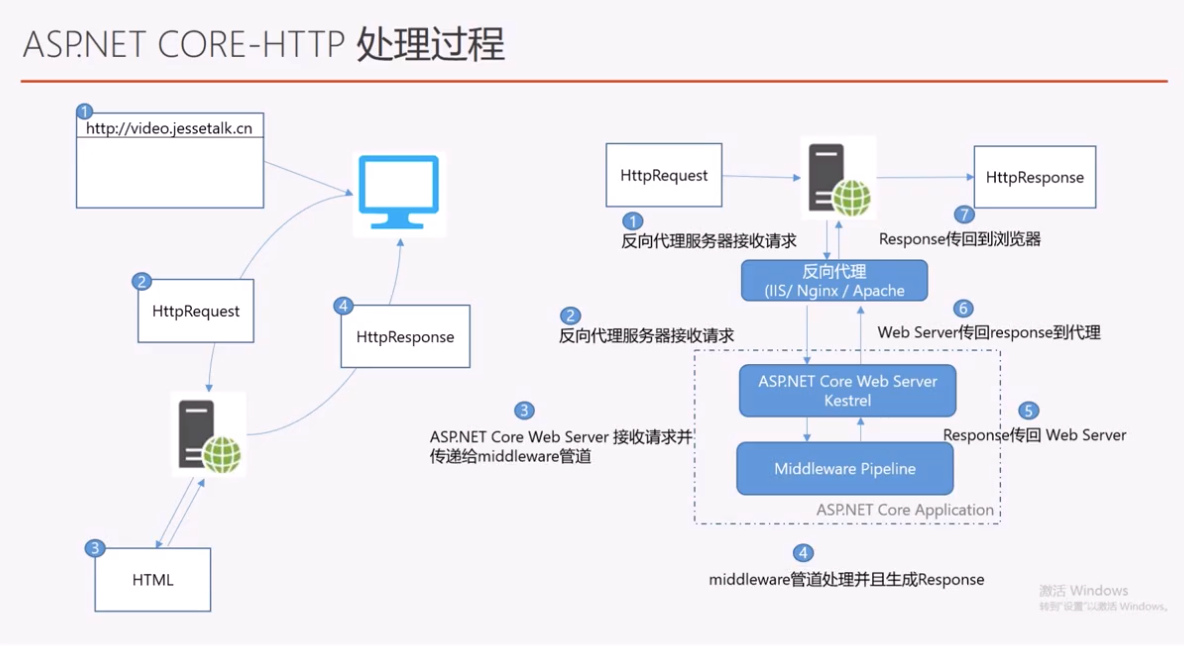 ASP.NET CORE-HTTP 处理过程
1
http://video.jessetalk.cn
2
HttpRequest
4
HttpResponse
3
HTML
HttpRequest
HttpResponse
1
反向代理服务器接收请求
7
Response传回到浏览器
反向代理
(IIS/ Nginx / Apache
2
反向代理服务器接收请求
6
Web Server传回response到代理
ASP.NET Core Web Server
Kestrel
3
ASP.NET Core Web Server 接收请求并
传递给middleware管道
5
Response传回 Web Server
Middleware Pipeline
ASP.NET Core Application
4
middleware管道处理并且生成Response
激活 Windows
转到"设置"以激活 Windows。